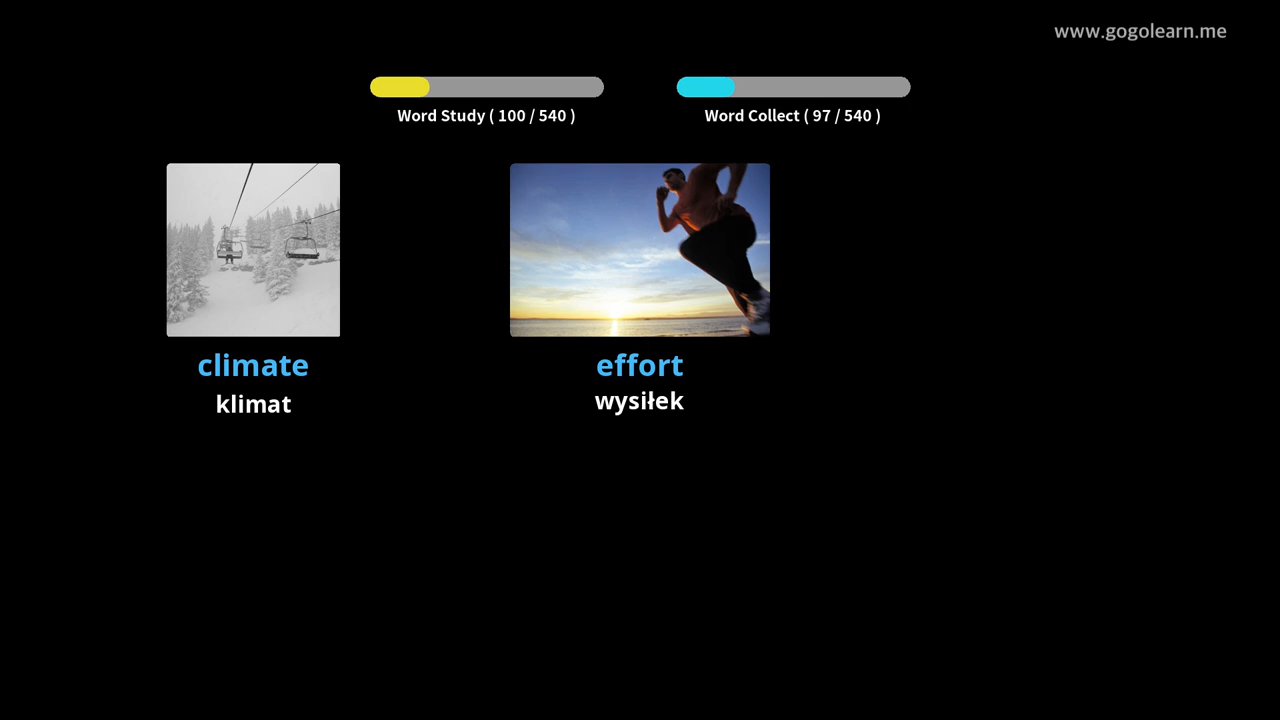 www.gogolearn.me
Word Study ( 100 / 540 )
Word Collect ( 97 / 540 )
climate
klimat
effort
wysiłek